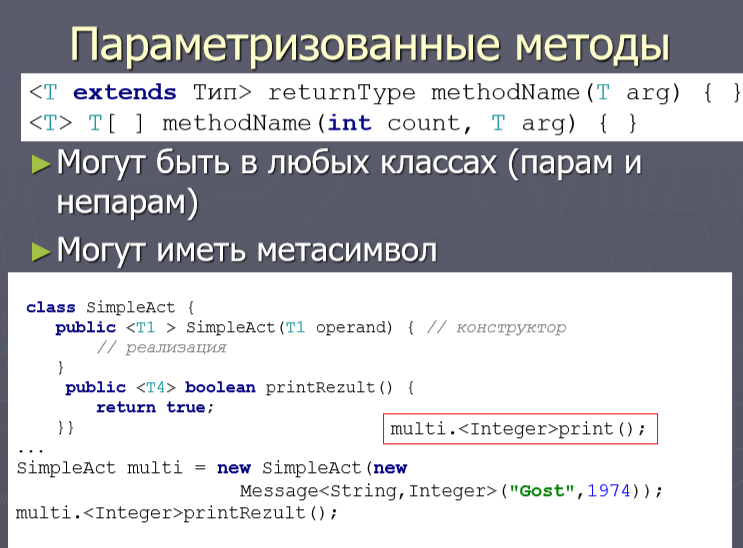 Параметризованные методы
<T extends Тип> returnType methodName(T arg) { }
<T> T[ ] methodName(int count, T arg) { }
►Могут быть в любых классах (парам и
непарам)
►Могут иметь метасимвол
class SimpleAct {
public <T1 > SimpleAct(T1 operand) { // конструктор
// реализация
}
public <T4> boolean printRezult() {
return true;
}}
multi.<Integer>print();
...
SimpleAct multi = new SimpleAct(new
Message<String,Integer>("Gost",1974));
multi.<Integer>printRezult();